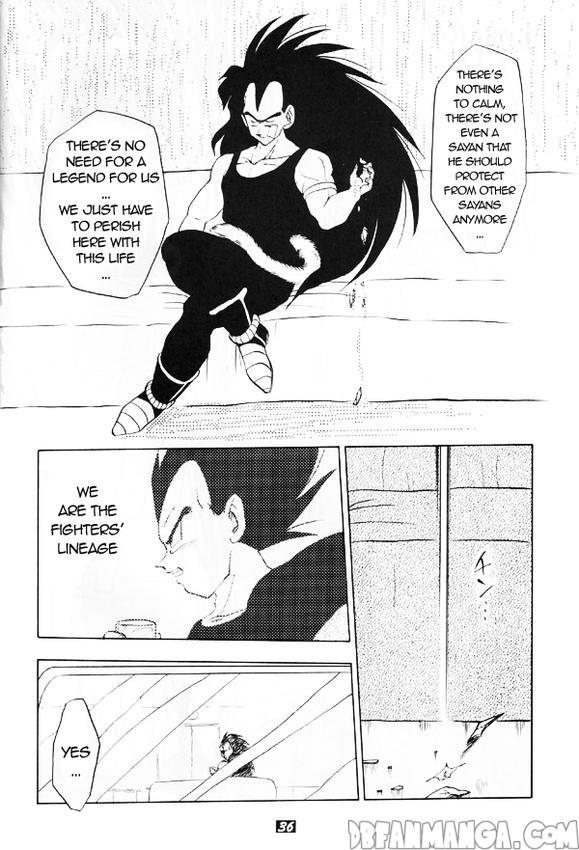 THERE'S
NOTHING
TO CALM,
THERE'S NOT
EVEN A
SAYAN THAT
HE SHOULD
PROTECT
FROM OTHER
SAYANS
ANYMORE
...
THERE'S NO
NEED FOR A
LEGEND FOR US
...
WE JUST HAVE
TO PERISH
HERE WITH
THIS LIFE
...
チン…
WE
ARE THE
FIGHTERS'
LINEAGE
YES
...
36
DBFANMANGA.COM